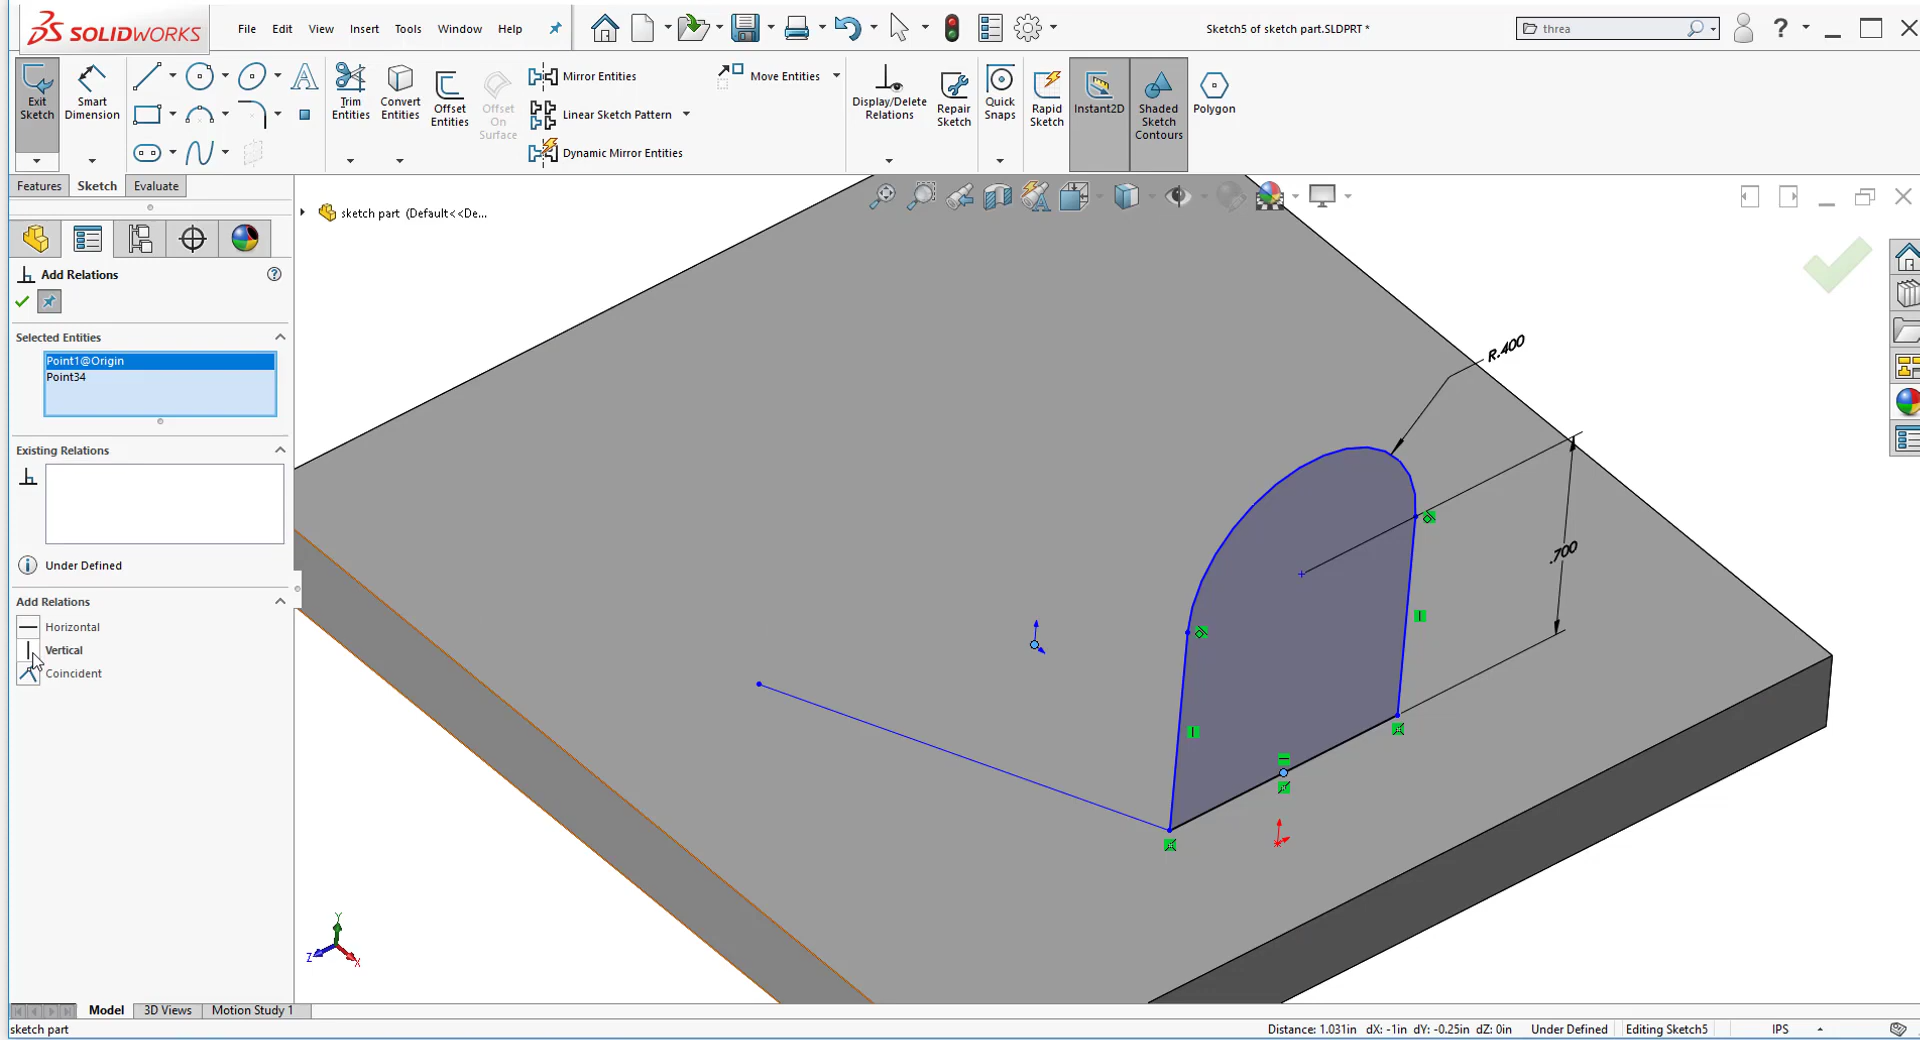 SOLIDWORKS
File Edit View Insert Tools Window Help
Sketch5 of sketch part.SLDPRT *
threa
Exit Sketch
Smart Dimension
Trim Entities
Convert Entities
Offset Entities
Offset On Surface
Mirror Entities
Linear Sketch Pattern
Dynamic Mirror Entities
Move Entities
Display/Delete Relations
Repair Sketch
Quick Snaps
Rapid Sketch
Instant2D
Shaded Sketch Contours
Polygon
Features Sketch Evaluate
sketch part (Default<<De...
Add Relations
Selected Entities
Point1@Origin
Point34
Existing Relations
Under Defined
Add Relations
Horizontal
Vertical
Coincident
R.400
.700
Y
Z
X
Model 3D Views Motion Study 1
sketch part
Distance: 1.031in dX: -1in dY: -0.25in dZ: 0in Under Defined Editing Sketch5 IPS